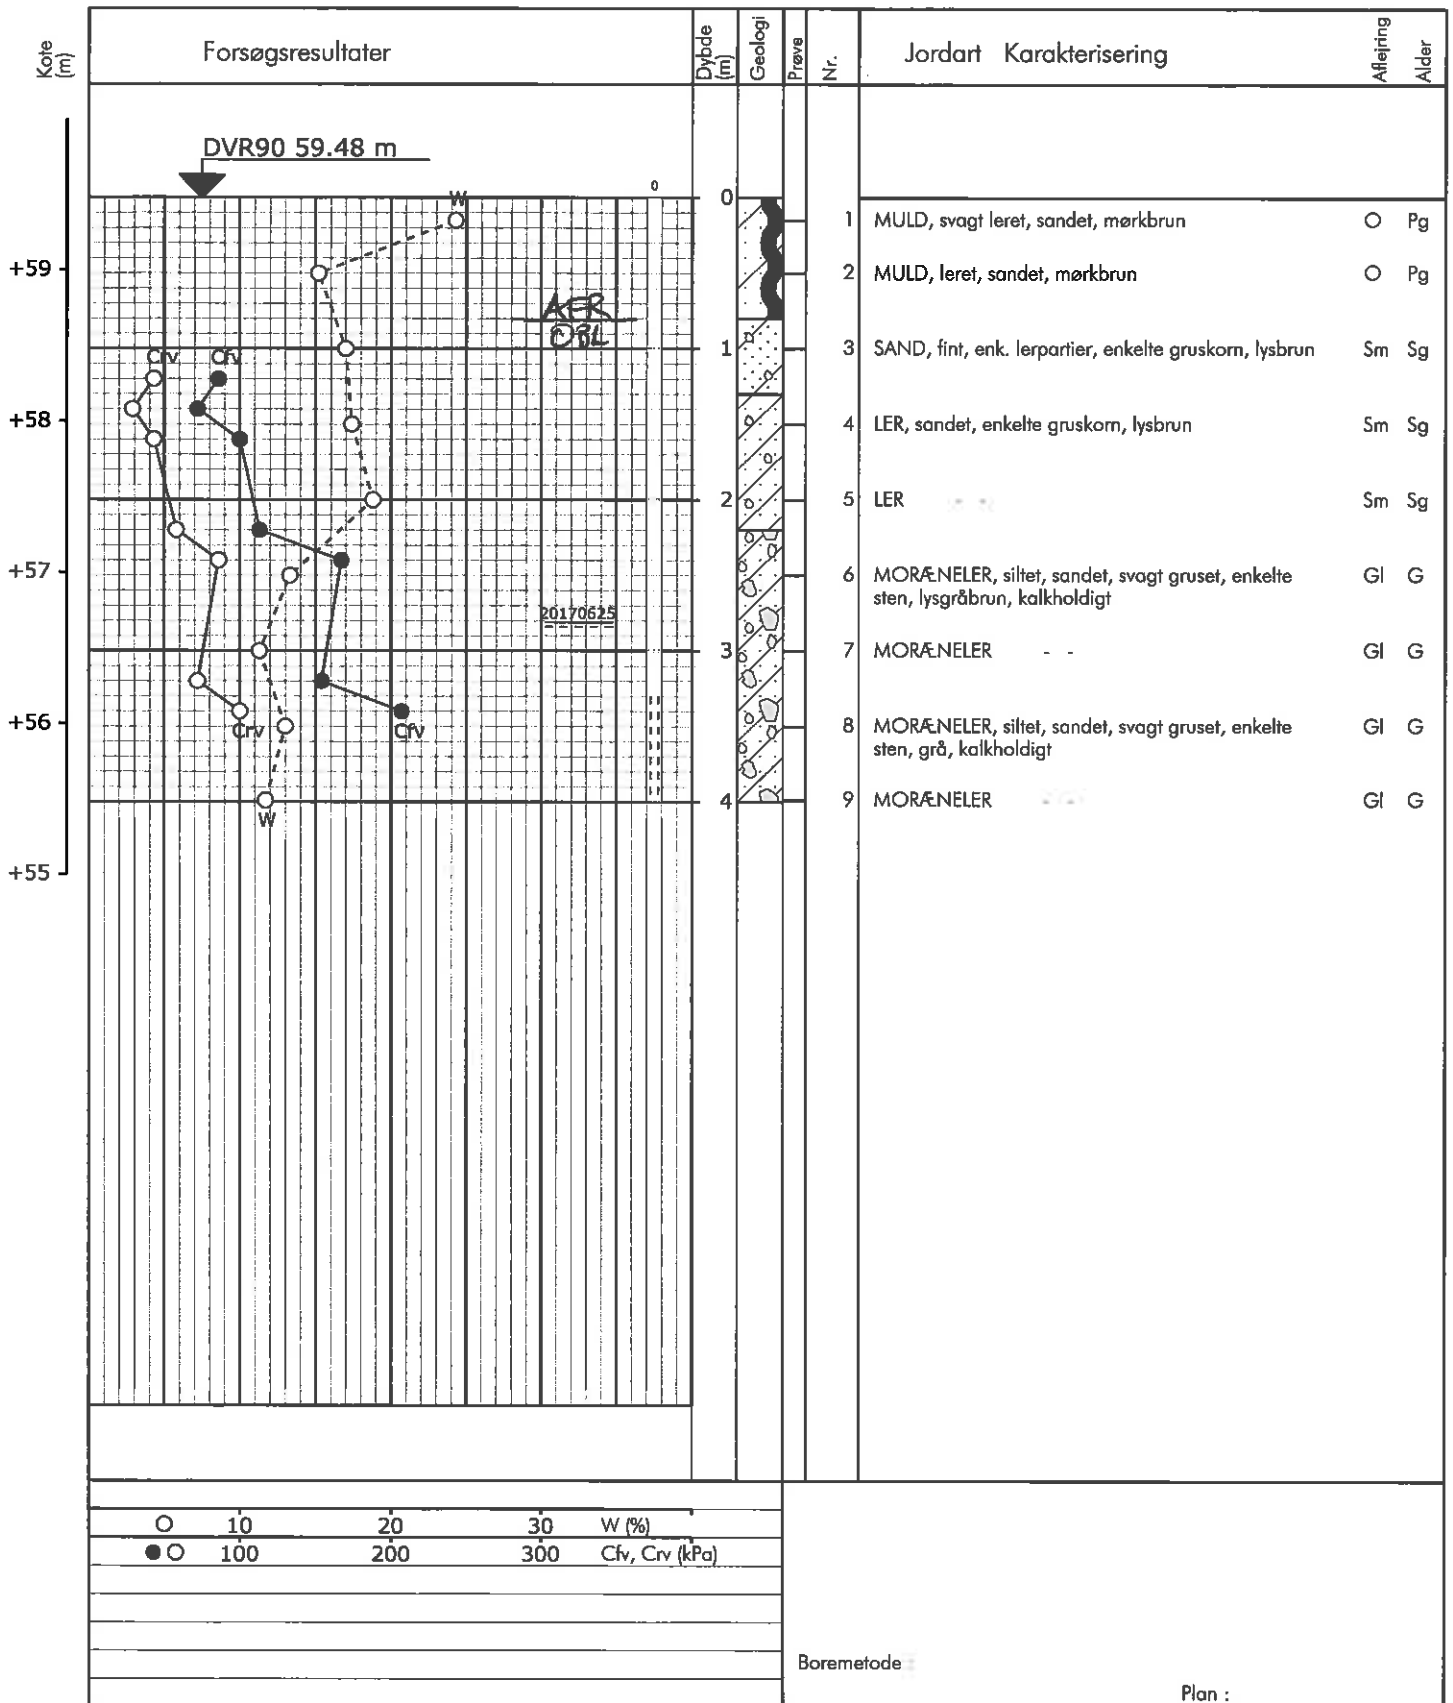 Kote (m)
Forsøgsresultater
Dybde (m)
Geologi
Prøve
Nr.
Jordart Karakterisering
Aflejring
Alder
DVR90 59.48 m
0
W
0
1 MULD, svagt leret, sandet, mørkbrun O Pg
+59
2 MULD, leret, sandet, mørkbrun O Pg
AFR
OBL
Crv Cfv
1
3 SAND, fint, enk. lerpartier, enkelte gruskorn, lysbrun Sm Sg
+58
4 LER, sandet, enkelte gruskorn, lysbrun Sm Sg
2
5 LER - - Sm Sg
+57
6 MORÆNELER, siltet, sandet, svagt gruset, enkelte Gl G
sten, lysgråbrun, kalkholdigt
20170625
3
7 MORÆNELER - - Gl G
+56
Crv Cfv
8 MORÆNELER, siltet, sandet, svagt gruset, enkelte Gl G
sten, grå, kalkholdigt
4
9 MORÆNELER - - Gl G
W
+55
10 20 30 W (%)
100 200 300 Cfv, Crv (kPa)
Boremetode
Plan :